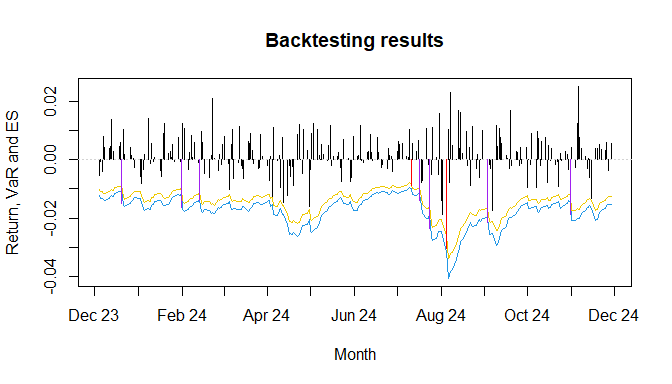 Backtesting results
Return, VaR and ES
0.02
0.00
-0.02
-0.04
Dec 23 Feb 24 Apr 24 Jun 24 Aug 24 Oct 24 Dec 24
Month